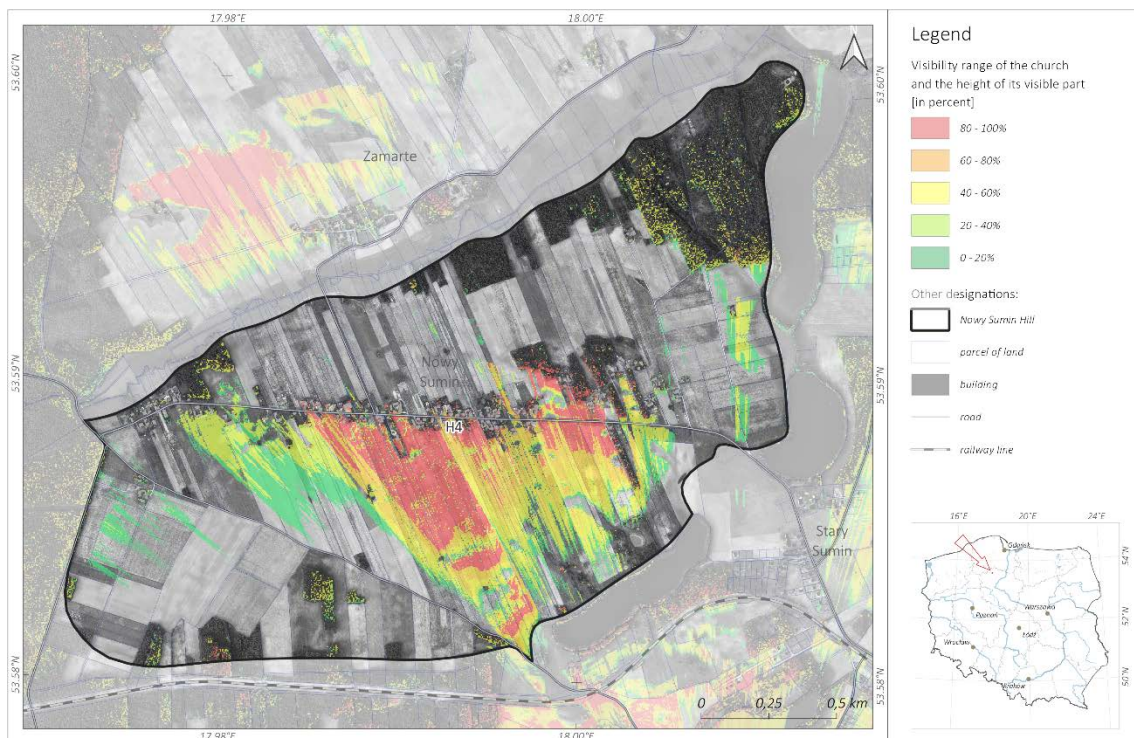 17.98°E
18.00°E
53.60°N
53.60°N
Zamarte
53.59°N
53.59°N
Nowy
Sumin
H4
Stary
Sumin
53.58°N
53.58°N
0 0,25 0,5 km
17.98°E
18.00°E
Legend
Visibility range of the church
and the height of its visible part
[in percent]
80 - 100%
60 - 80%
40 - 60%
20 - 40%
0 - 20%
Other designations:
Nowy Sumin Hill
parcel of land
building
road
railway line
16°E 20°E 24°E
Gdańsk
54°N
Warszawa
Poznań
52°N
Łódź
Wrocław
50°N
Kraków